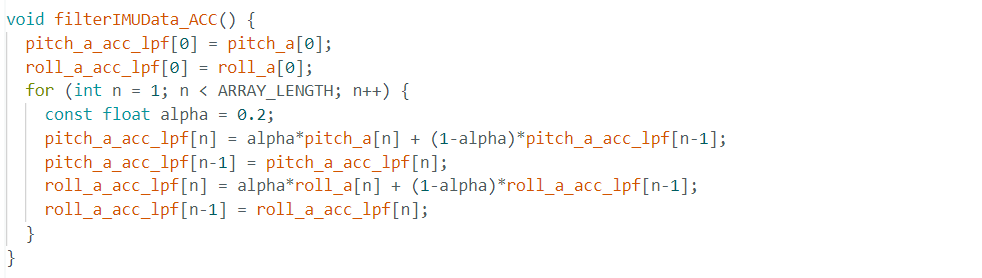 void filterIMUData_ACC() {
  pitch_a_acc_lpf[0] = pitch_a[0];
  roll_a_acc_lpf[0] = roll_a[0];
  for (int n = 1; n < ARRAY_LENGTH; n++) {
    const float alpha = 0.2;
    pitch_a_acc_lpf[n] = alpha*pitch_a[n] + (1-alpha)*pitch_a_acc_lpf[n-1];
    pitch_a_acc_lpf[n-1] = pitch_a_acc_lpf[n];
    roll_a_acc_lpf[n] = alpha*roll_a[n] + (1-alpha)*roll_a_acc_lpf[n-1];
    roll_a_acc_lpf[n-1] = roll_a_acc_lpf[n];
  }
}